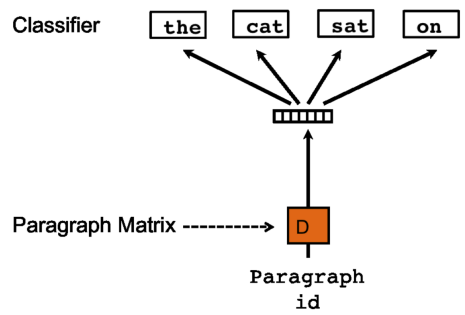 Classifier the cat sat on
Paragraph Matrix D
Paragraph
id